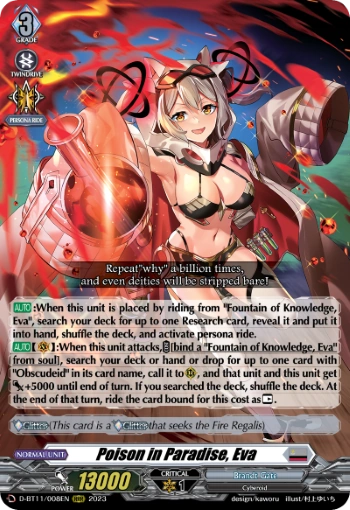 3
GRADE
TWINDRIVE
PERSONA RIDE
Repeat"why" a billion times,
and even deities will be stripped bare!
AUTO:When this unit is placed by riding from "Fountain of Knowledge,
Eva", search your deck for up to one Research card, reveal it and put it
into hand, shuffle the deck, and activate persona ride.
AUTO【 】:When this unit attacks, [bind a "Fountain of Knowledge, Eva"
from soul], search your hand or drop for up to one card with
"Obscudeid" in its card name, call it to , and that unit and this unit get
+5000 until end of turn. If you searched the deck, shuffle the deck. At
the end of that turn, ride the card bound for this cost as .
Glitter(This card is a Glitter that seeks the Fire Regalis)
NORMAL UNIT
Poison in Paradise, Eva
POWER 13000
CRITICAL
1
Brandt Gate
Cyberoid
D-BT11/008EN RRR 2023
design/kaworu illust/村上ゆいち